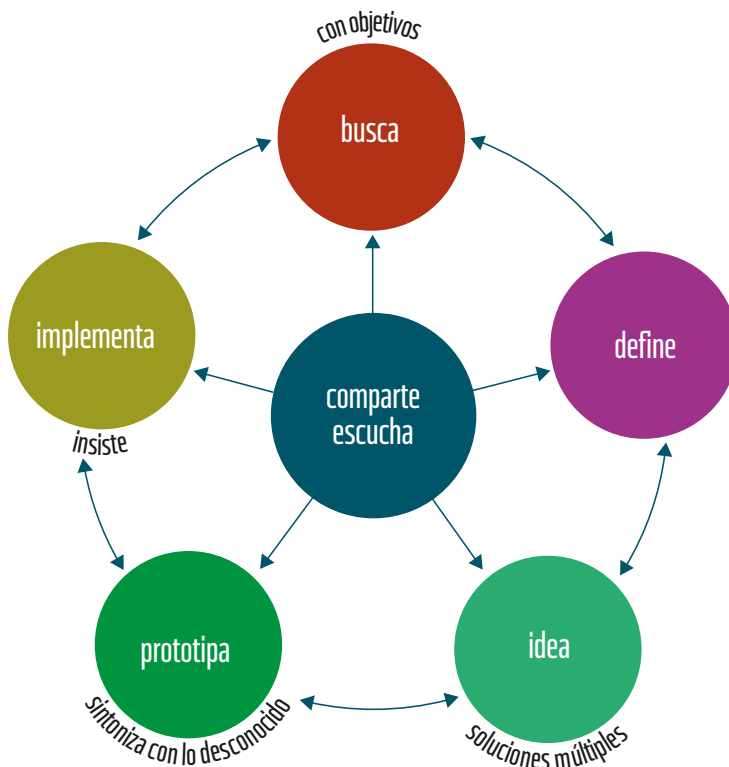 con objetivos
busca
define
implementa
insiste
comparte
escucha
idea
soluciones múltiples
prototipa
sintoniza con lo desconocido